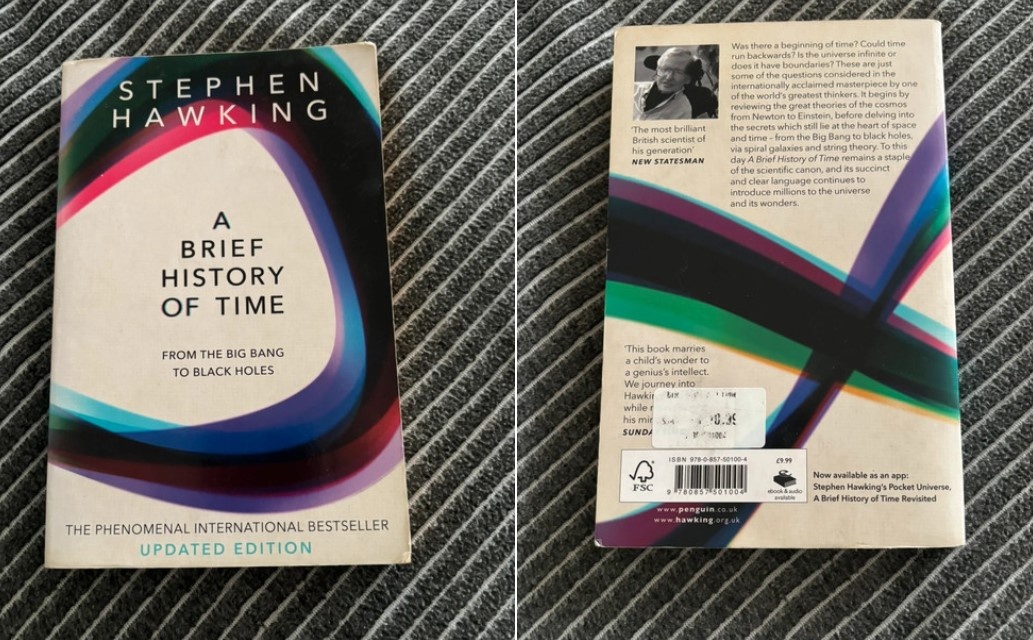 STEPHEN
HAWKING
A
BRIEF
HISTORY
OF TIME
FROM THE BIG BANG
TO BLACK HOLES
THE PHENOMENAL INTERNATIONAL BESTSELLER
UPDATED EDITION
'The most brilliant
British scientist of
his generation'
NEW STATESMAN
Was there a beginning of time? Could time
run backwards? Is the universe infinite or
does it have boundaries? These are just
some of the questions considered in the
internationally acclaimed masterpiece by one
of the world's greatest thinkers. It begins by
reviewing the great theories of the cosmos
from Newton to Einstein, before delving into
the secrets which still lie at the heart of space
and time – from the Big Bang to black holes,
via spiral galaxies and string theory. To this
day A Brief History of Time remains a staple
of the scientific canon, and its succinct
and clear language continues to
introduce millions to the universe
and its wonders.
'This book marries
a child's wonder to
a genius's intellect.
We journey into
while
his
ISBN 978-0-857-50100-4
9 780857 501004
FSC
£9.99
ebook & audio
available
Now available as an app:
Stephen Hawking's Pocket Universe,
A Brief History of Time Revisited
www.penguin.co.uk
www.hawking.org.uk